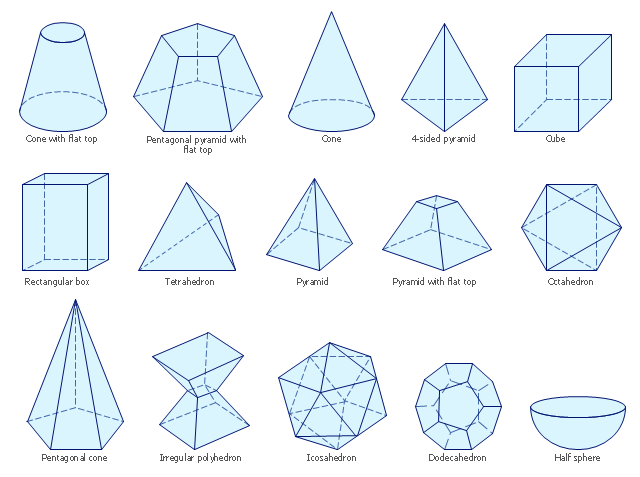 Cone with flat top
Pentagonal pyramid with
flat top
Cone
4-sided pyramid
Cube
Rectangular box
Tetrahedron
Pyramid
Pyramid with flat top
Octahedron
Pentagonal cone
Irregular polyhedron
Icosahedron
Dodecahedron
Half sphere